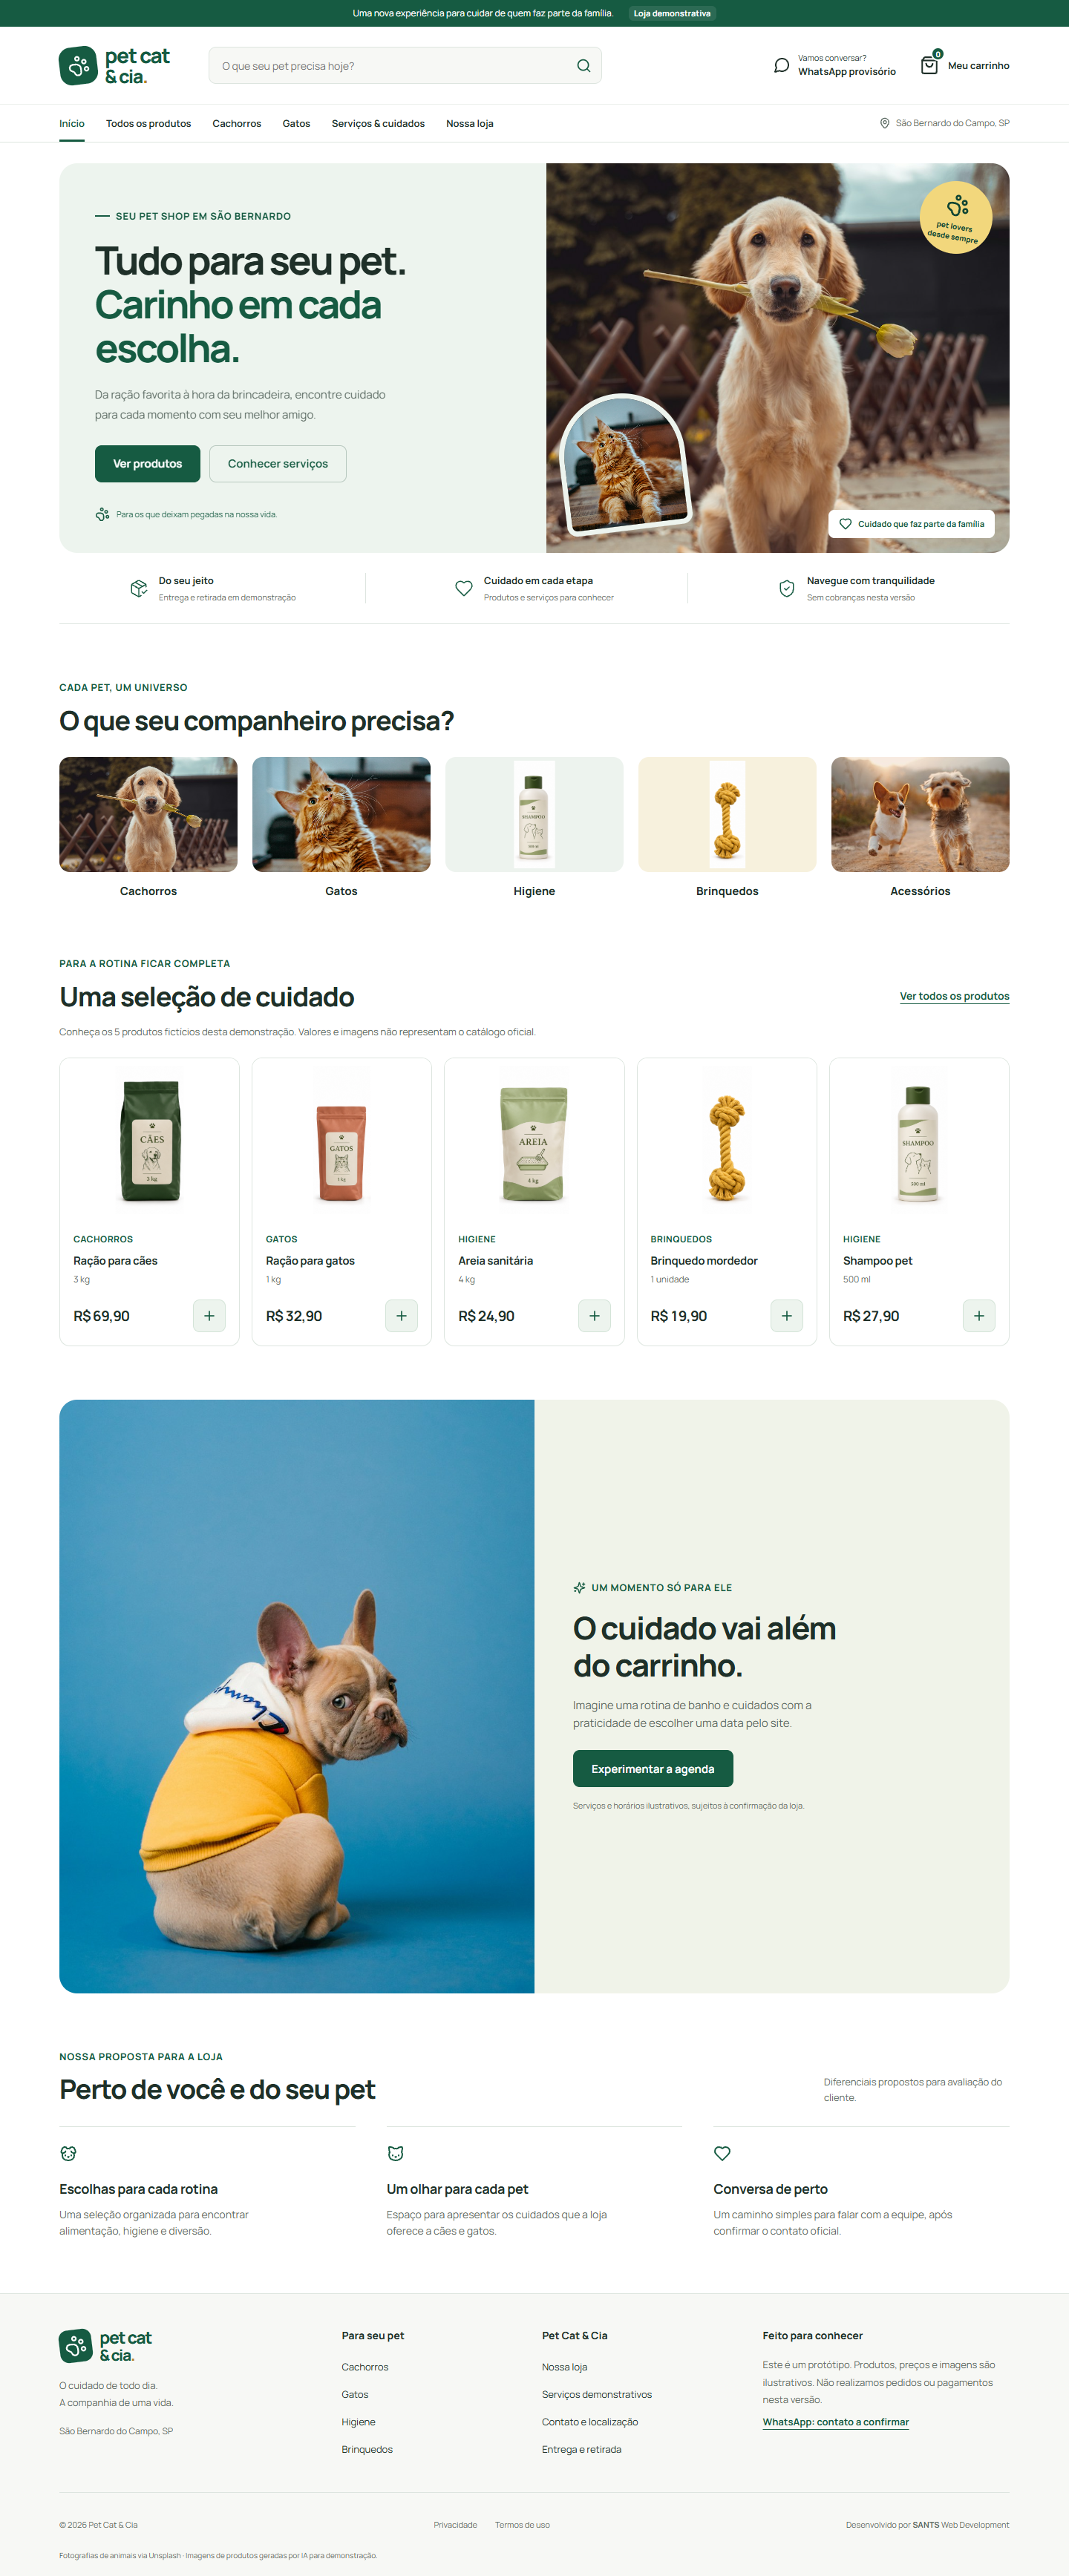 Uma nova experiência para cuidar de quem faz parte da família. Loja demonstrativa
pet cat
& cia.
O que seu pet precisa hoje?
Vamos conversar?
WhatsApp provisório
0
Meu carrinho
Início Todos os produtos Cachorros Gatos Serviços & cuidados Nossa loja
São Bernardo do Campo, SP
SEU PET SHOP EM SÃO BERNARDO
Tudo para seu pet.
Carinho em cada
escolha.
Da ração favorita à hora da brincadeira, encontre cuidado
para cada momento com seu melhor amigo.
Ver produtos Conhecer serviços
Para os que deixam pegadas na nossa vida.
pet lovers
desde sempre
Cuidado que faz parte da família
Do seu jeito
Entrega e retirada em demonstração
Cuidado em cada etapa
Produtos e serviços para conhecer
Navegue com tranquilidade
Sem cobranças nesta versão
CADA PET, UM UNIVERSO
O que seu companheiro precisa?
SHAMPOO
500 ml
Cachorros Gatos Higiene Brinquedos Acessórios
PARA A ROTINA FICAR COMPLETA
Uma seleção de cuidado
Ver todos os produtos
Conheça os 5 produtos fictícios desta demonstração. Valores e imagens não representam o catálogo oficial.
CÃES
3 kg
CACHORROS
Ração para cães
3 kg
R$ 69,90
GATOS
1 kg
GATOS
Ração para gatos
1 kg
R$ 32,90
AREIA
4 kg
HIGIENE
Areia sanitária
4 kg
R$ 24,90
BRINQUEDOS
Brinquedo mordedor
1 unidade
R$ 19,90
SHAMPOO
500 ml
HIGIENE
Shampoo pet
500 ml
R$ 27,90
UM MOMENTO SÓ PARA ELE
O cuidado vai além
do carrinho.
Imagine uma rotina de banho e cuidados com a
praticidade de escolher uma data pelo site.
Experimentar a agenda
Serviços e horários ilustrativos, sujeitos à confirmação da loja.
NOSSA PROPOSTA PARA A LOJA
Perto de você e do seu pet
Diferenciais propostos para avaliação do
cliente.
Escolhas para cada rotina
Uma seleção organizada para encontrar
alimentação, higiene e diversão.
Um olhar para cada pet
Espaço para apresentar os cuidados que a loja
oferece a cães e gatos.
Conversa de perto
Um caminho simples para falar com a equipe, após
confirmar o contato oficial.
pet cat
& cia.
O cuidado de todo dia.
A companhia de uma vida.
São Bernardo do Campo, SP
Para seu pet
Cachorros
Gatos
Higiene
Brinquedos
Pet Cat & Cia
Nossa loja
Serviços demonstrativos
Contato e localização
Entrega e retirada
Feito para conhecer
Este é um protótipo. Produtos, preços e imagens são
ilustrativos. Não realizamos pedidos ou pagamentos
nesta versão.
WhatsApp: contato a confirmar
© 2026 Pet Cat & Cia
Privacidade Termos de uso
Desenvolvido por SANTS Web Development
Fotografias de animais via Unsplash · Imagens de produtos geradas por IA para demonstração.